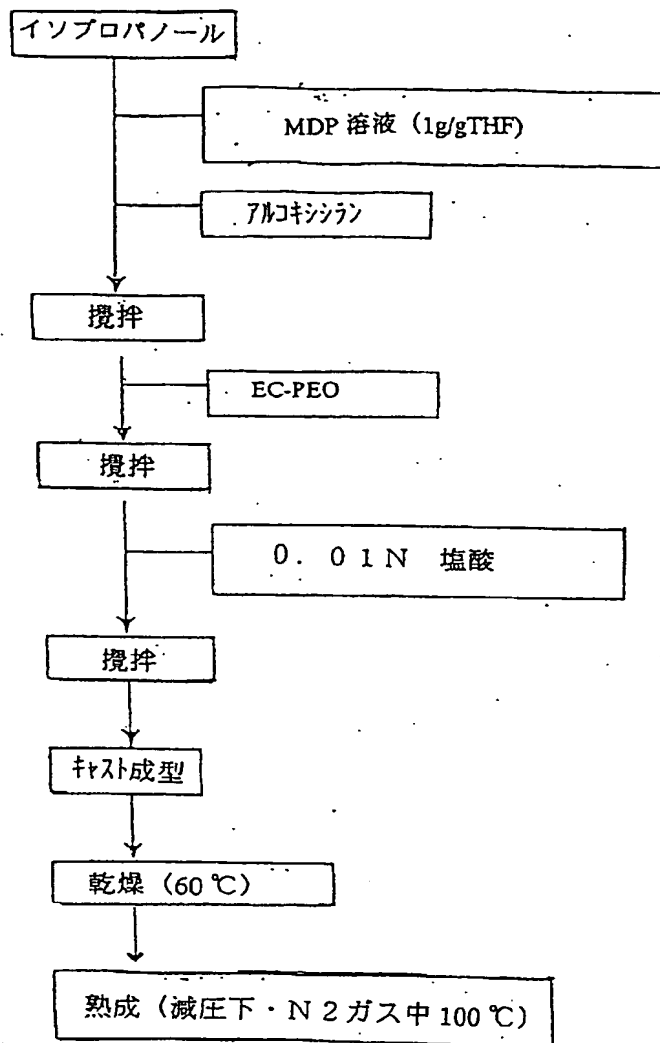 イソプロパノール
MDP 溶液（1g/gTHF)
ｱﾙｺｷｼｼﾗﾝ
攪拌
EC-PEO
攪拌
０．０１Ｎ　塩酸
攪拌
ｷｬｽﾄ成型
乾燥（60 ℃）
熟成（減圧下・Ｎ２ガス中 100 ℃）